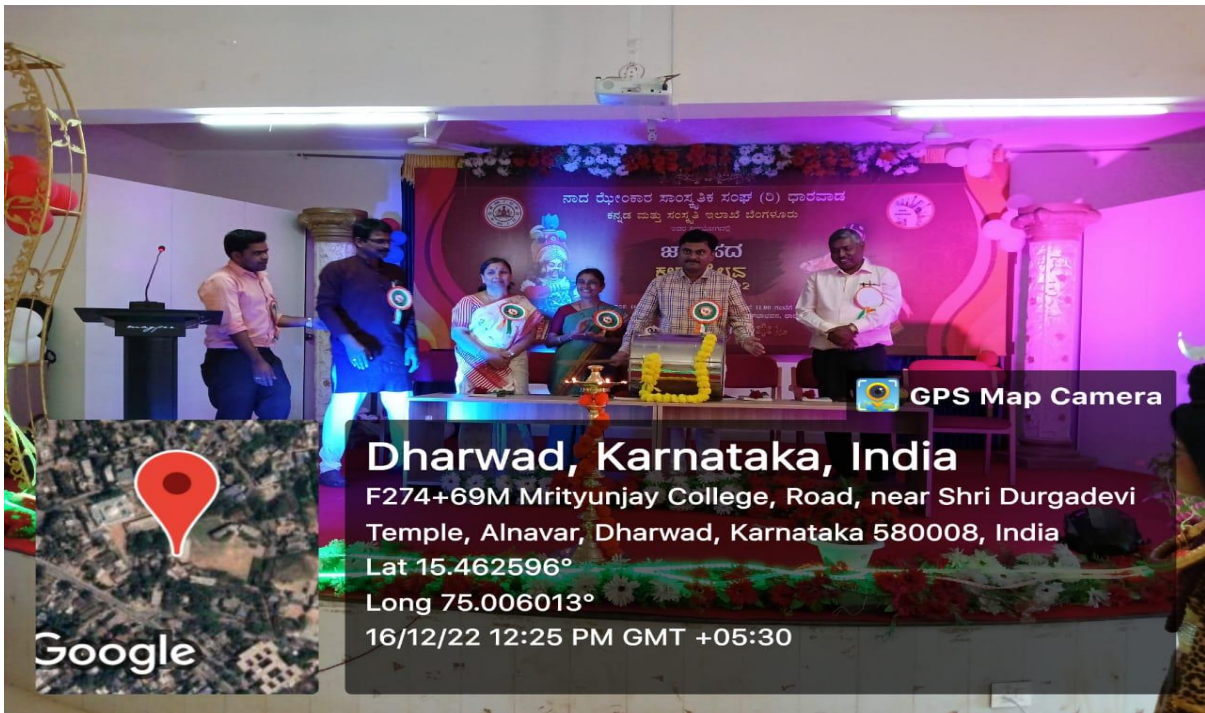 ನಾದ ಝೇಂಕಾರ ಸಾಂಸ್ಕೃತಿಕ ಸಂಘ (ರಿ) ಧಾರವಾಡ
ಕನ್ನಡ ಮತ್ತು ಸಂಸ್ಕೃತಿ ಇಲಾಖೆ ಬೆಂಗಳೂರು
GPS Map Camera
Dharwad, Karnataka, India
F274+69M Mrityunjay College, Road, near Shri Durgadevi
Temple, Alnavar, Dharwad, Karnataka 580008, India
Lat 15.462596°
Long 75.006013°
16/12/22 12:25 PM GMT +05:30
Google